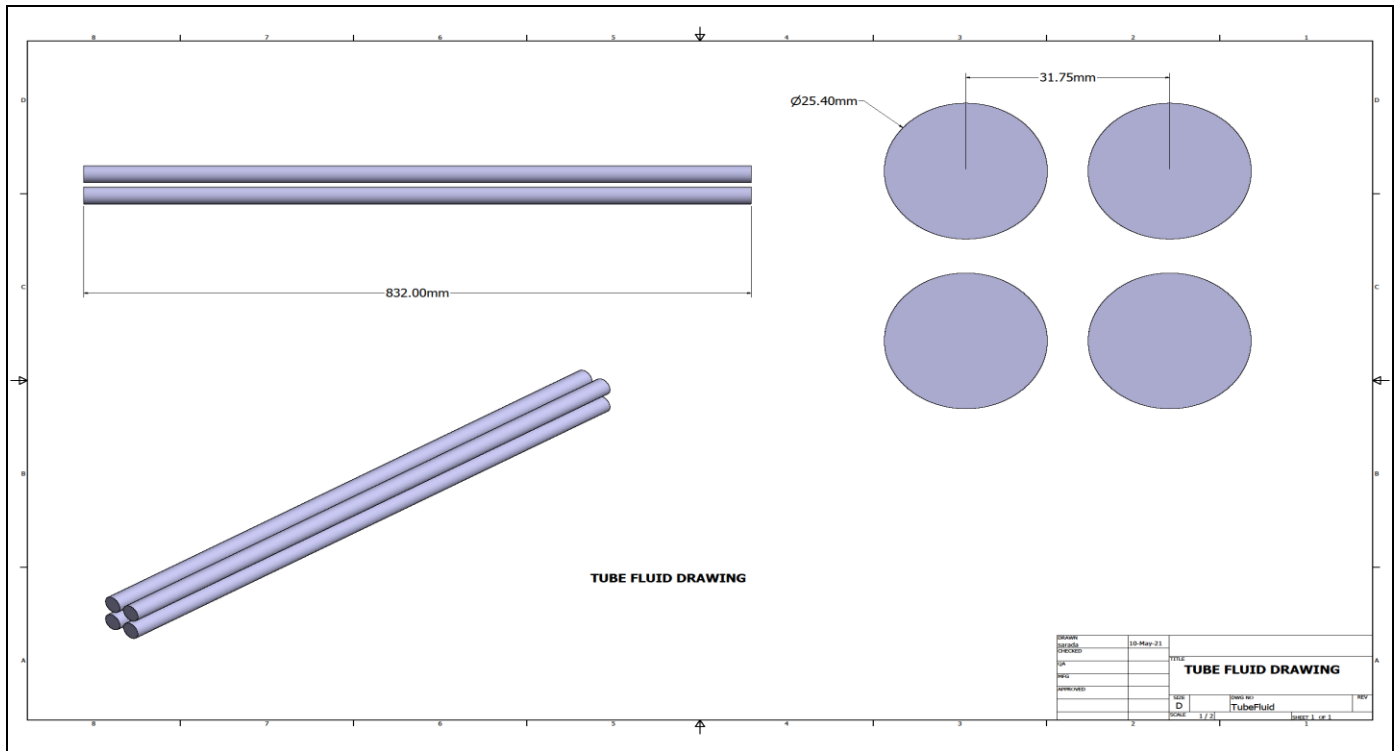 8 7 6 5 4 3 2 1
D D
C C
B B
A A
31.75mm
Ø25.40mm
832.00mm
TUBE FLUID DRAWING
DRAWN
sarada 10-May-21
CHECKED
QA
MFG
APPROVED
TITLE
TUBE FLUID DRAWING
SIZE
D
DWG NO
TubeFluid
REV
SCALE 1 / 2
SHEET 1 OF 1
8 7 6 5 4 3 2 1